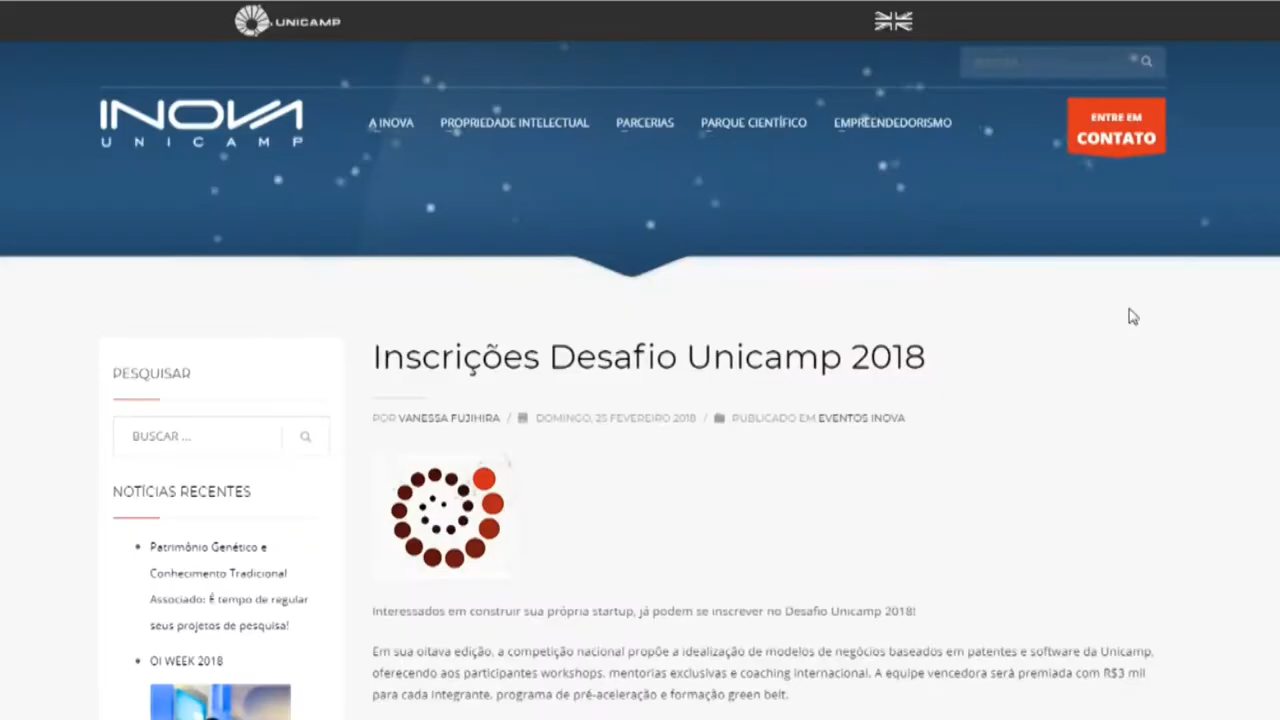 UNICAMP
INOVA
UNICAMP
A INOVA
PROPRIEDADE INTELECTUAL
PARCERIAS
PARQUE CIENTÍFICO
EMPREENDEDORISMO
ENTRE EM
CONTATO
PESQUISAR
BUSCAR ...
NOTÍCIAS RECENTES
Patrimônio Genético e
Conhecimento Tradicional
Associado: É tempo de regular
seus projetos de pesquisa!
OI WEEK 2018
Inscrições Desafio Unicamp 2018
POR VANESSA FUJIHIRA / DOMINGO, 25 FEVEREIRO 2018 / PUBLICADO EM EVENTOS INOVA
Interessados em construir sua própria startup, já podem se inscrever no Desafio Unicamp 2018!
Em sua oitava edição, a competição nacional propõe a idealização de modelos de negócios baseados em patentes e software da Unicamp,
oferecendo aos participantes workshops, mentorias exclusivas e coaching internacional. A equipe vencedora será premiada com R$3 mil
para cada integrante, programa de pré-aceleração e formação green belt.